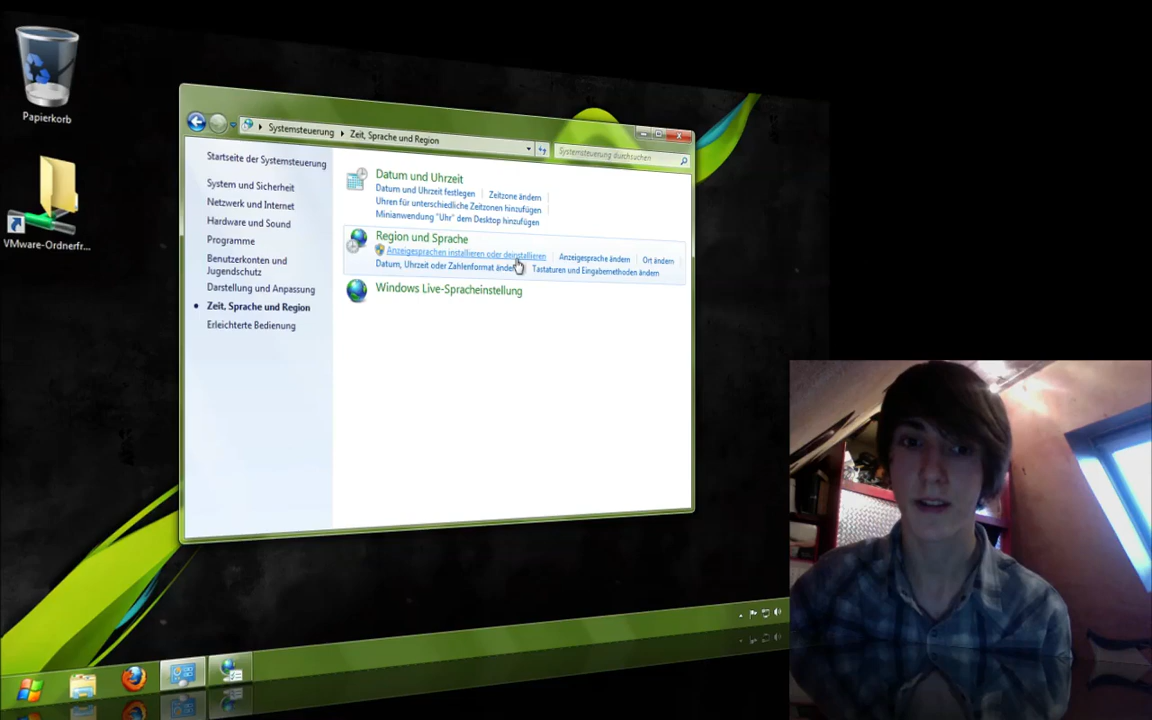 Papierkorb
VMware-Ordnerfr...
Systemsteuerung
Zeit, Sprache und Region
Systemsteuerung durchsuchen
Startseite der Systemsteuerung
System und Sicherheit
Netzwerk und Internet
Hardware und Sound
Programme
Benutzerkonten und
Jugendschutz
Darstellung und Anpassung
Zeit, Sprache und Region
Erleichterte Bedienung
Datum und Uhrzeit
Datum und Uhrzeit festlegen
Zeitzone ändern
Uhren für unterschiedliche Zeitzonen hinzufügen
Minianwendung "Uhr" dem Desktop hinzufügen
Region und Sprache
Anzeigesprachen installieren oder deinstallieren
Anzeigesprache ändern
Ort ändern
Datum, Uhrzeit oder Zahlenformat ändern
Tastaturen und Eingabemethoden ändern
Windows Live-Spracheinstellung